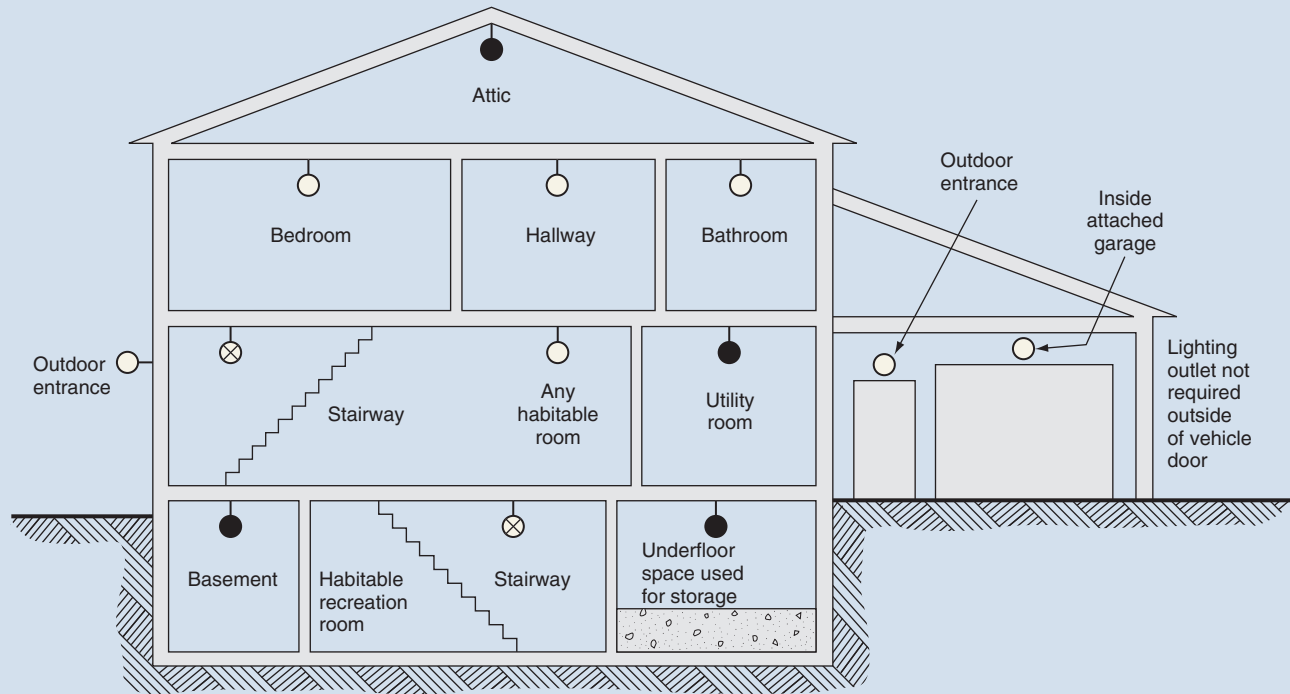 Attic
Bedroom
Hallway
Bathroom
Outdoor
entrance
Inside
attached
garage
Outdoor
entrance
Stairway
Any
habitable
room
Utility
room
Lighting
outlet not
required
outside
of vehicle
door
Basement
Habitable
recreation
room
Stairway
Underfloor
space used
for storage